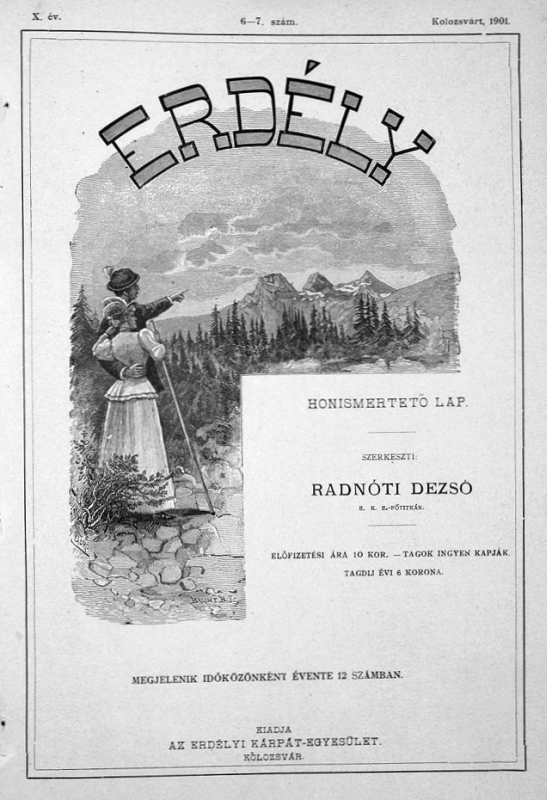 X. év.
6—7. szám.
Kolozsvárt, 1901.
ERDÉLY
HONISMERTETŐ LAP.
SZERKESZTI:
RADNÓTI DEZSŐ
E. K. E.-FŐTITKÁR.
ELŐFIZETÉSI ÁRA 10 KOR. — TAGOK INGYEN KAPJÁK.
TAGDIJ ÉVI 6 KORONA.
MEGJELENIK IDŐKÖZÖNKÉNT ÉVENTE 12 SZÁMBAN.
KIADJA
AZ ERDÉLYI KÁRPÁT-EGYESÜLET.
KOLOZSVÁR.